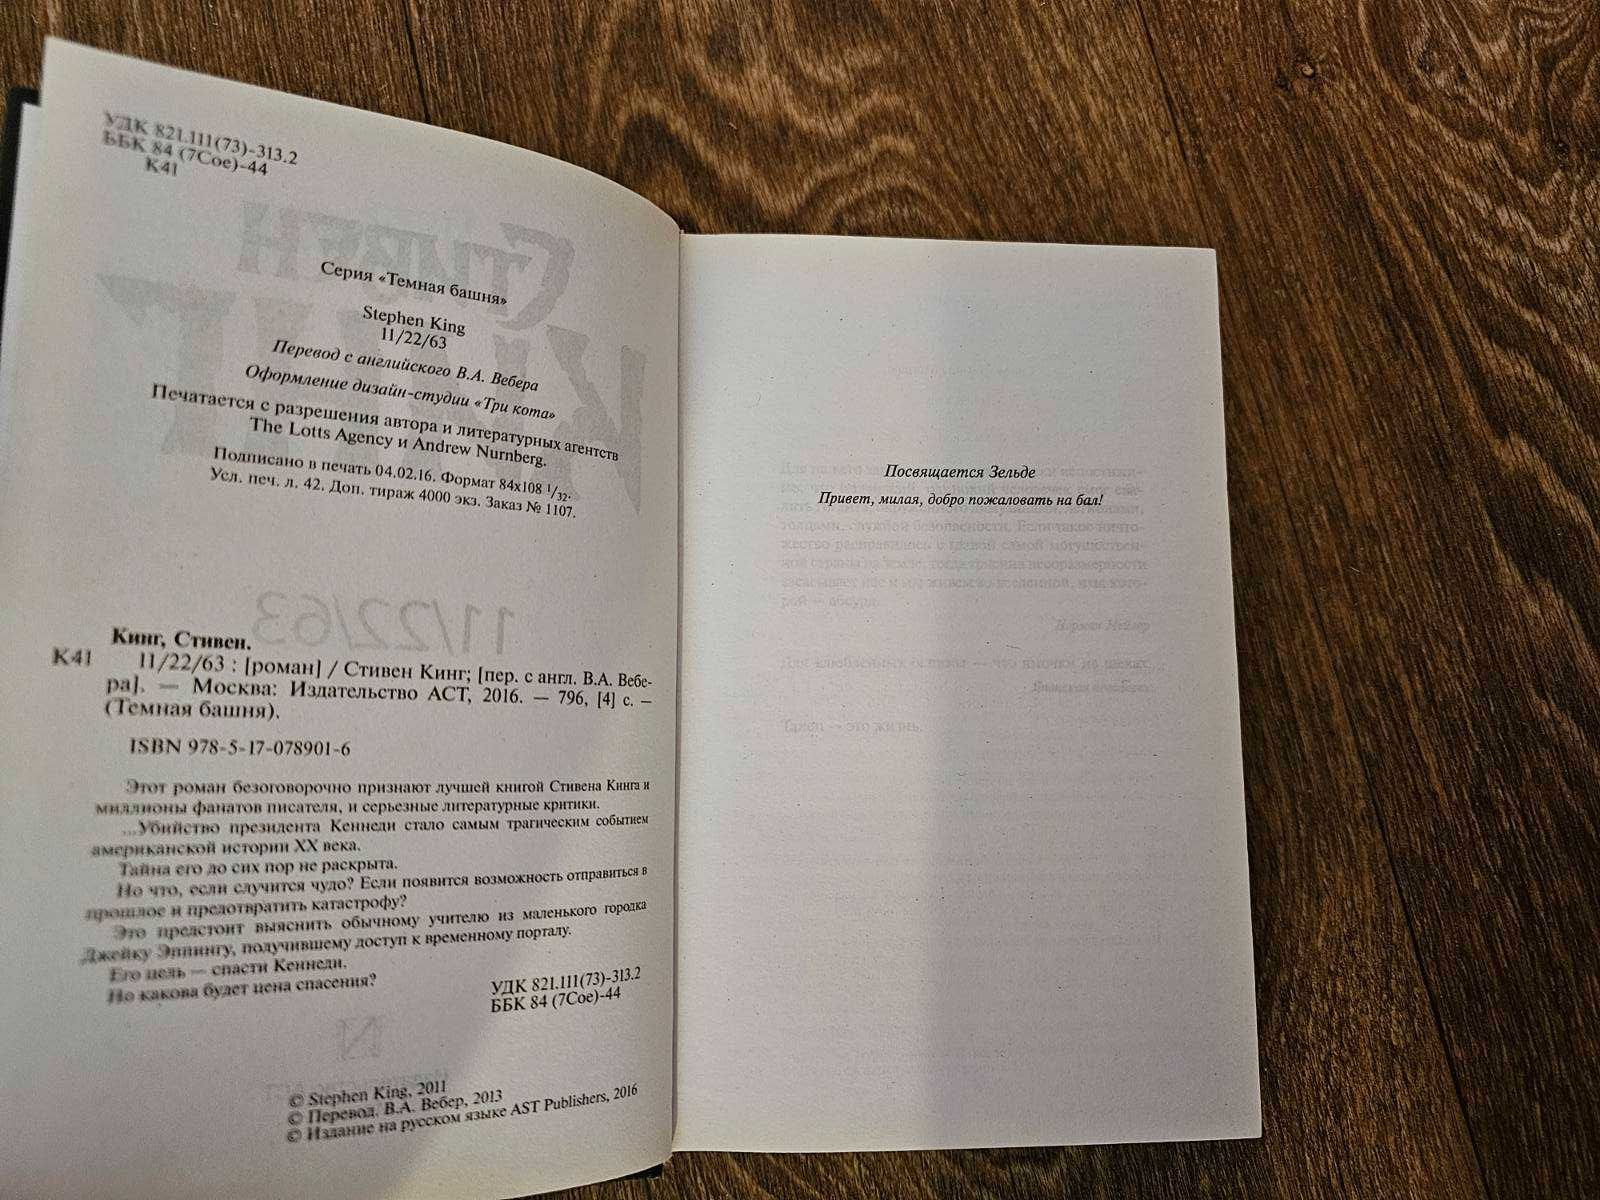 УДК 821.111(73)-313.2
ББК 84 (7Сое)-44
К41
Серия «Темная башня»
Stephen King
11/22/63
Перевод с английского В.А. Вебера
Оформление дизайн-студии «Три кота»
Печатается с разрешения автора и литературных агентств
The Lotts Agency и Andrew Nurnberg.
Подписано в печать 04.02.16. Формат 84х108 1/32.
Усл. печ. л. 42. Доп. тираж 4000 экз. Заказ № 1107.
Кинг, Стивен.
К41 11/22/63 : [роман] / Стивен Кинг; [пер. с англ. В.А. Вебе-
ра]. — Москва: Издательство АСТ, 2016. — 796, [4] с. —
(Темная башня).
ISBN 978-5-17-078901-6
Этот роман безоговорочно признают лучшей книгой Стивена Кинга и
миллионы фанатов писателя, и серьезные литературные критики.
...Убийство президента Кеннеди стало самым трагическим событием
американской истории XX века.
Тайна его до сих пор не раскрыта.
Но что, если случится чудо? Если появится возможность отправиться в
прошлое и предотвратить катастрофу?
Это предстоит выяснить обычному учителю из маленького городка
Джейку Эппингу, получившему доступ к временному порталу.
Его цель — спасти Кеннеди.
Но какова будет цена спасения?
УДК 821.111(73)-313.2
ББК 84 (7Сое)-44
© Stephen King, 2011
© Перевод. В.А. Вебер, 2013
© Издание на русском языке AST Publishers, 2016
Посвящается Зельде
Привет, милая, добро пожаловать на бал!